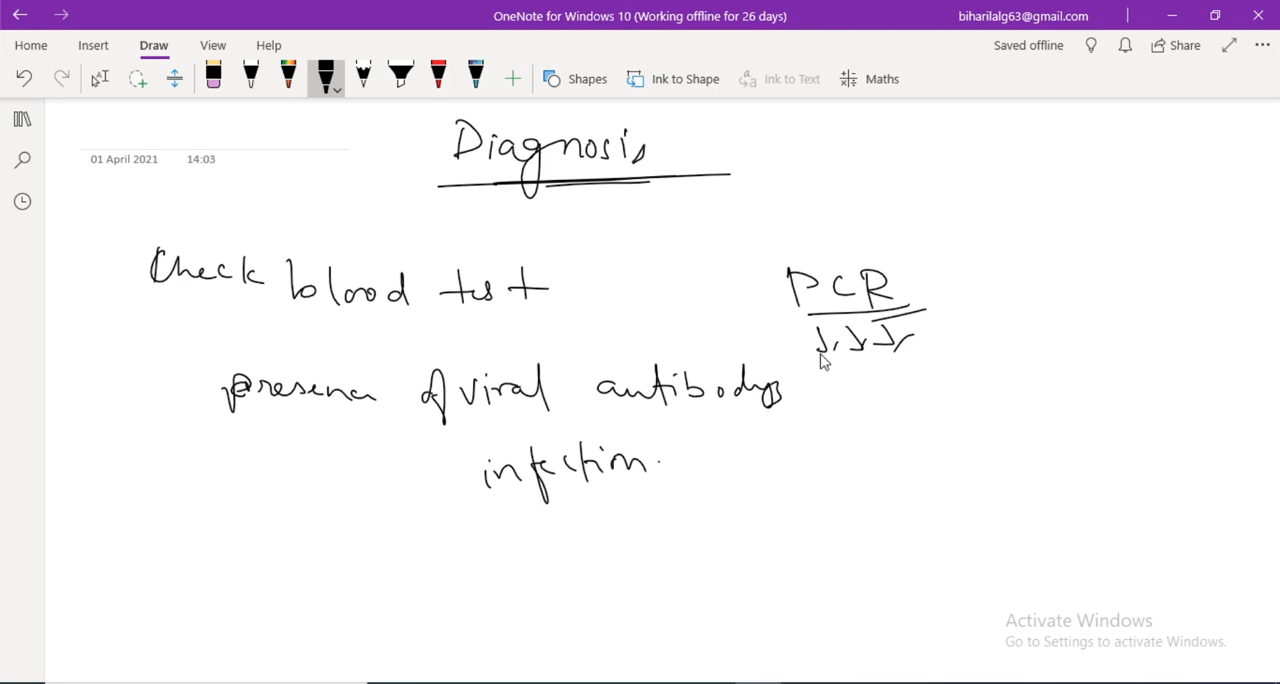 OneNote for Windows 10 (Working offline for 26 days)
biharilalg63@gmail.com
Home Insert Draw View Help
Saved offline
Share
Shapes Ink to Shape Ink to Text Maths
01 April 2021 14:03
Diagnosis
Check blood test
PCR
presena of viral antibodys
infection.
Activate Windows
Go to Settings to activate Windows.